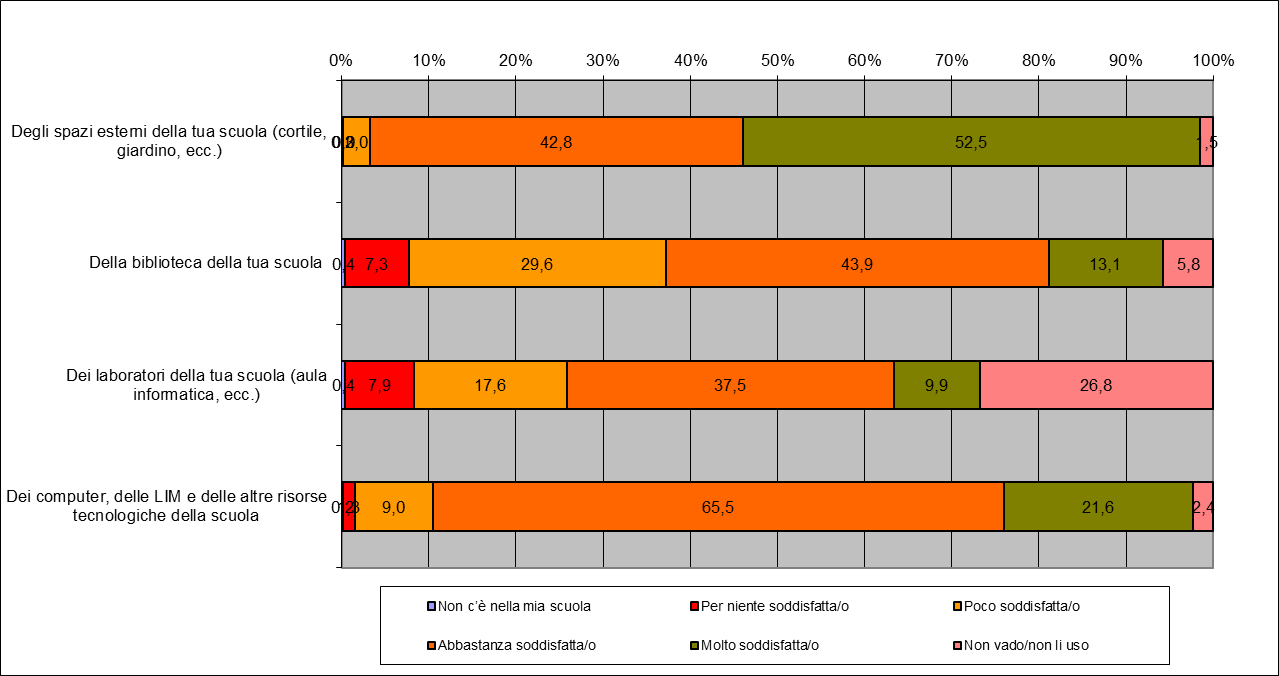 0% 10% 20% 30% 40% 50% 60% 70% 80% 90% 100%
Degli spazi esterni della tua scuola (cortile,
giardino, ecc.)
42,8 52,5 1,5
Della biblioteca della tua scuola
0,4 7,3 29,6 43,9 13,1 5,8
Dei laboratori della tua scuola (aula
informatica, ecc.)
0,4 7,9 17,6 37,5 9,9 26,8
Dei computer, delle LIM e delle altre risorse
tecnologiche della scuola
9,0 65,5 21,6 2,4
Non c'è nella mia scuola Per niente soddisfatta/o Poco soddisfatta/o
Abbastanza soddisfatta/o Molto soddisfatta/o Non vado/non li uso